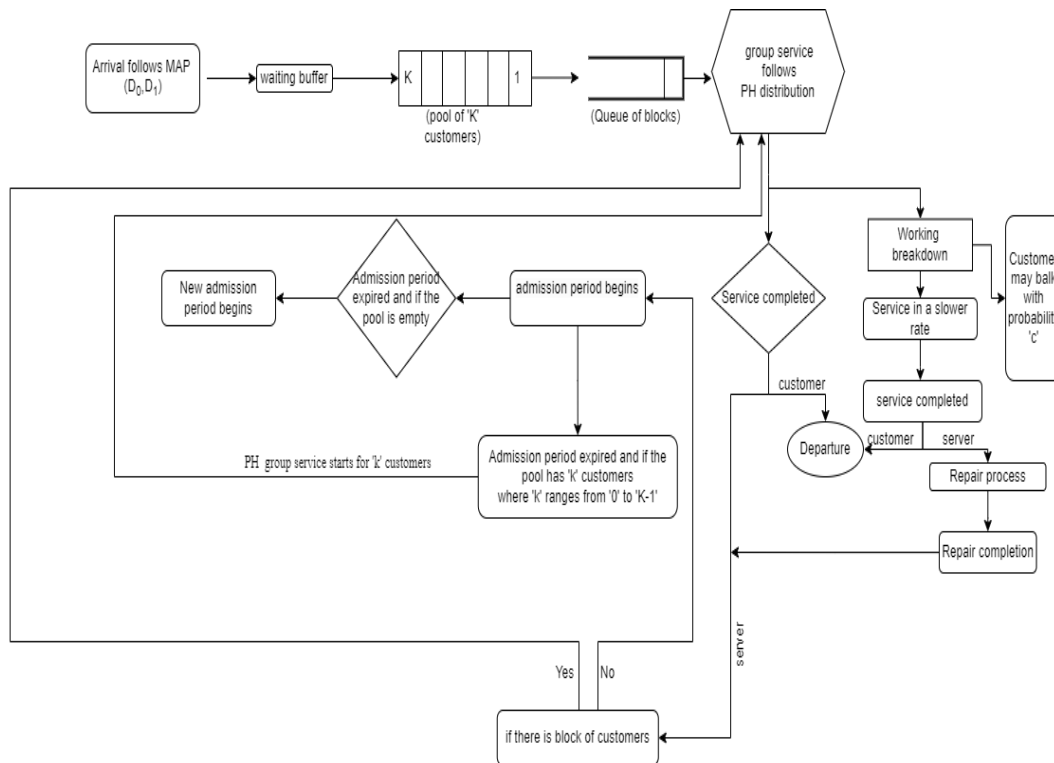 Arrival follows MAP
(D0,D1)
waiting buffer
K
1
(pool of 'K'
customers)
(Queue of blocks)
group service
follows
PH distribution
New admission
period begins
Admission period
expired and if the
pool is empty
admission period begins
Service completed
Working
breakdown
Customer
may balk
with
probabilit
'c'
Service in a slower
rate
service completed
customer
Departure
customer
server
Repair process
Repair completion
PH group service starts for 'k' customers
Admission period expired and if the
pool has 'k' customers
where 'k' ranges from '0' to 'K-1'
server
Yes
No
if there is block of customers